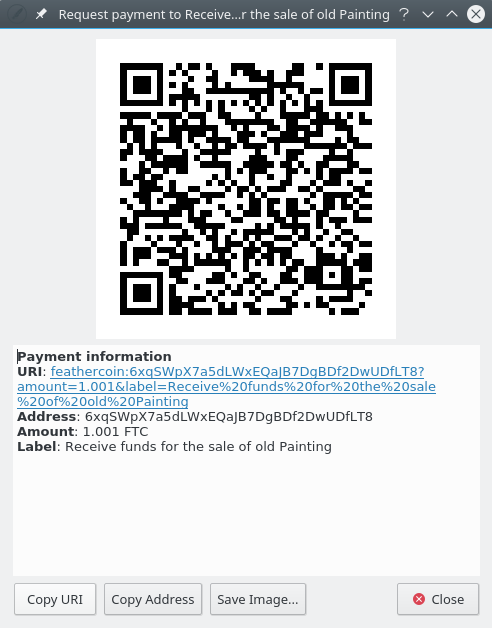 Request payment to Receive...r the sale of old Painting
Payment information
URI: feathercoin:6xqSWpX7a5dLWxEQaJB7DgBDf2DwUDfLT8?
amount=1.001&label=Receive%20funds%20for%20the%20sale
%20of%20old%20Painting
Address: 6xqSWpX7a5dLWxEQaJB7DgBDf2DwUDfLT8
Amount: 1.001 FTC
Label: Receive funds for the sale of old Painting
Copy URI
Copy Address
Save Image...
Close